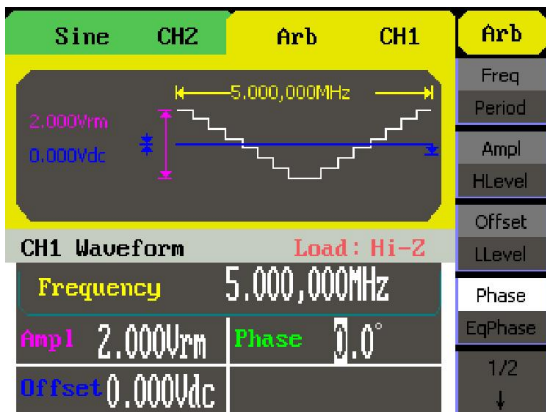 Sine CH2 Arb CH1 Arb
5.000,000MHz
2.000Vrm
0.000Vdc
CH1 Waveform Load: Hi-Z
Frequency 5.000,000MHz
Ampl 2.000Vrm Phase 0.0°
Offset 0.000Vdc
Freq
Period
Ampl
HLevel
Offset
LLevel
Phase
EqPhase
1/2
↓